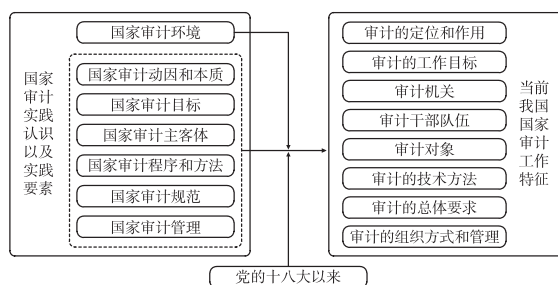 国家审计实践认识以及实践要素
国家审计环境
国家审计动因和本质
国家审计目标
国家审计主客体
国家审计程序和方法
国家审计规范
国家审计管理
审计的定位和作用
审计的工作目标
审计机关
审计干部队伍
审计对象
审计的技术方法
审计的总体要求
审计的组织方式和管理
当前我国国家审计工作特征
党的十八大以来